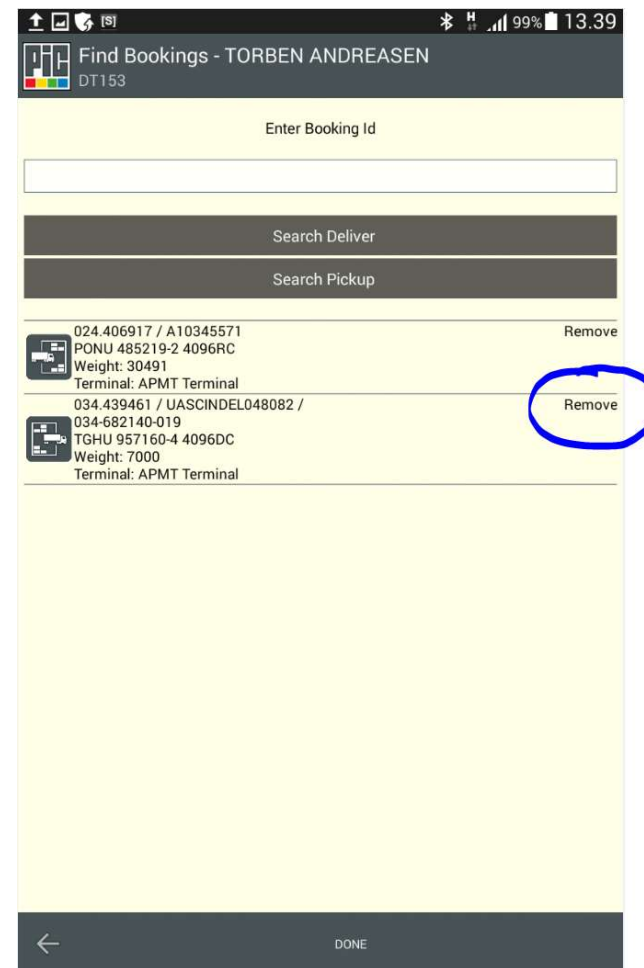 [S]
H
99% 13.39
Find Bookings - TORBEN ANDREASEN
DT153
Enter Booking Id
Search Deliver
Search Pickup
024.406917 / A10345571 Remove
PONU 485219-2 4096RC
Weight: 30491
Terminal: APMT Terminal
034.439461 / UASCINDEL048082 / Remove
034-682140-019
TGHU 957160-4 4096DC
Weight: 7000
Terminal: APMT Terminal
DONE